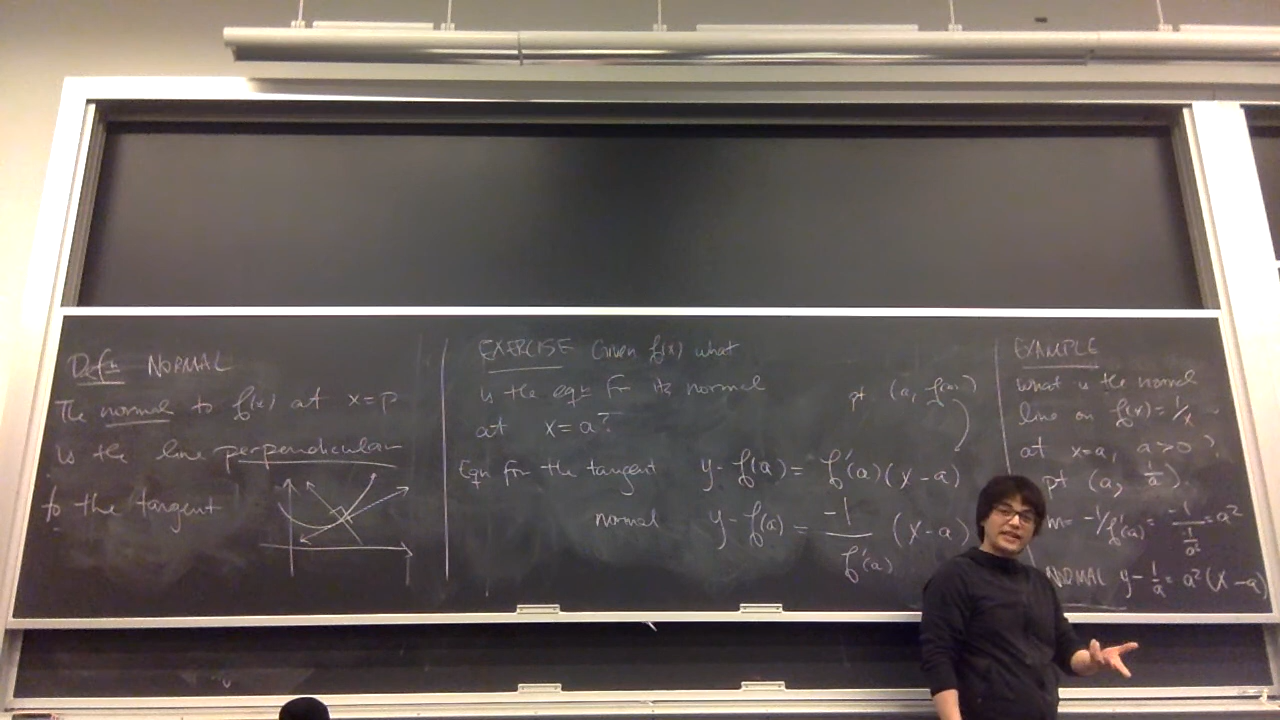 Defn NORMAL
The normal to f(x) at x=p
is the line perpendicular
to the tangent
EXERCISE Given f(x) what
is the eqn for its normal
at x=a?
pt (a, f(a))
Eqn for the tangent y-f(a)= f'(a)(x-a)
normal y-f(a)= -1/f'(a) (x-a)
EXAMPLE
What is the normal
line on f(x)=1/x
at x=a, a>0?
pt (a, 1/a).
m= -1/f'(a) = -1/(-1/a²) = a²
NORMAL y-1/a= a²(x-a)